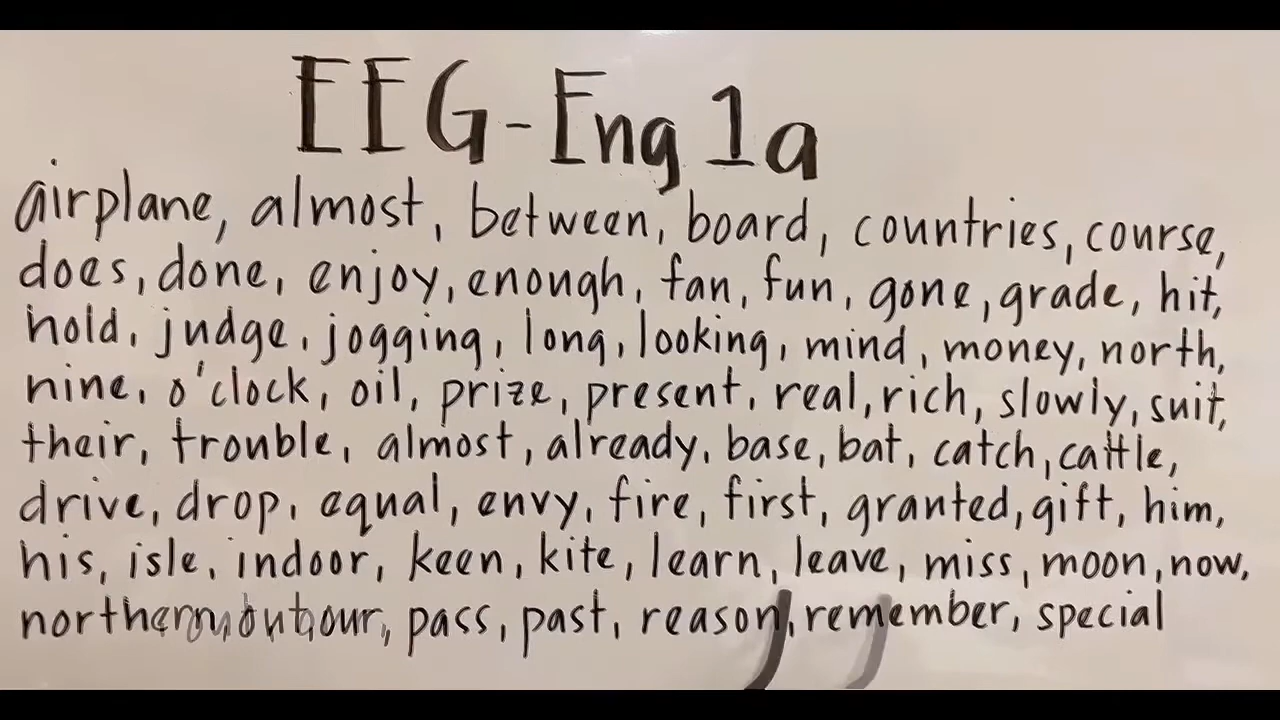 EEG-Eng 1a
airplane, almost, between, board, countries, course,
does, done, enjoy, enough, fan, fun, gone, grade, hit,
hold, judge, jogging, long, looking, mind, money, north,
nine, o'clock, oil, prize, present, real, rich, slowly, suit,
their, trouble, almost, already, base, bat, catch, cattle,
drive, drop, equal, envy, fire, first, granted, gift, him,
his, isle, indoor, keen, kite, learn, leave, miss, moon, now,
pass, past, reason, remember, special